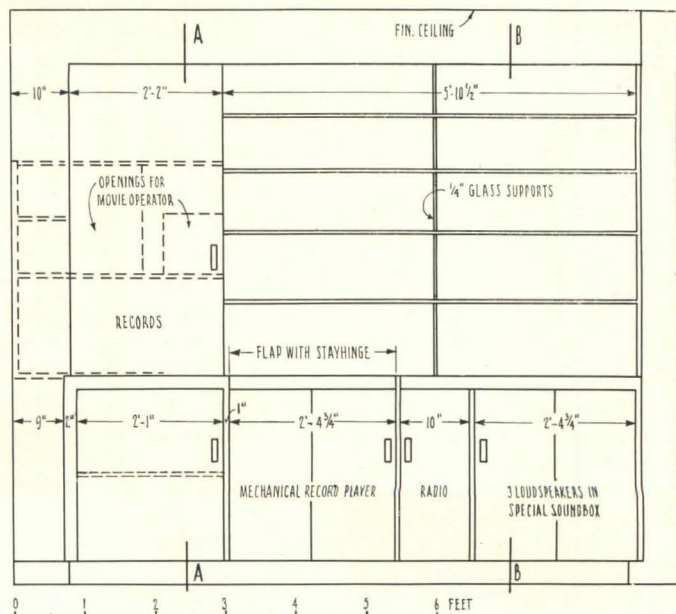 A
FIN. CEILING
B
10"
2'-2"
5'-10½"
OPENINGS FOR
MOVIE OPERATOR
¼" GLASS SUPPORTS
RECORDS
FLAP WITH STAYHINGE
9"
2"
2'-1"
1"
2'-4¾"
10"
2'-4¾"
MECHANICAL RECORD PLAYER
RADIO
3 LOUDSPEAKERS IN
SPECIAL SOUNDBOX
A
B
0 1 2 3 4 5 6 FEET